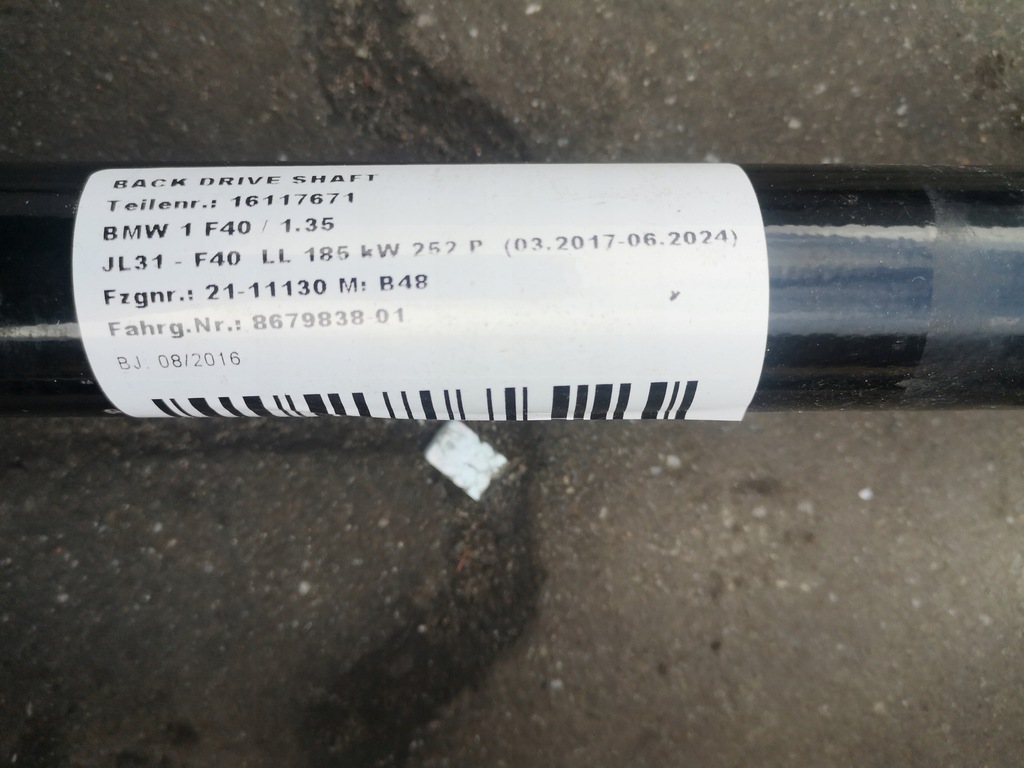 BACK DRIVE SHAFT
Teilenr.: 16117671
BMW 1 F40 / 1.35
JL31 - F40 LL 185 kW 252 P (03.2017-06.2024)
Fzgnr.: 21-11130 M: B48
Fahrg.Nr.: 8679838-01
BJ. 08/2016